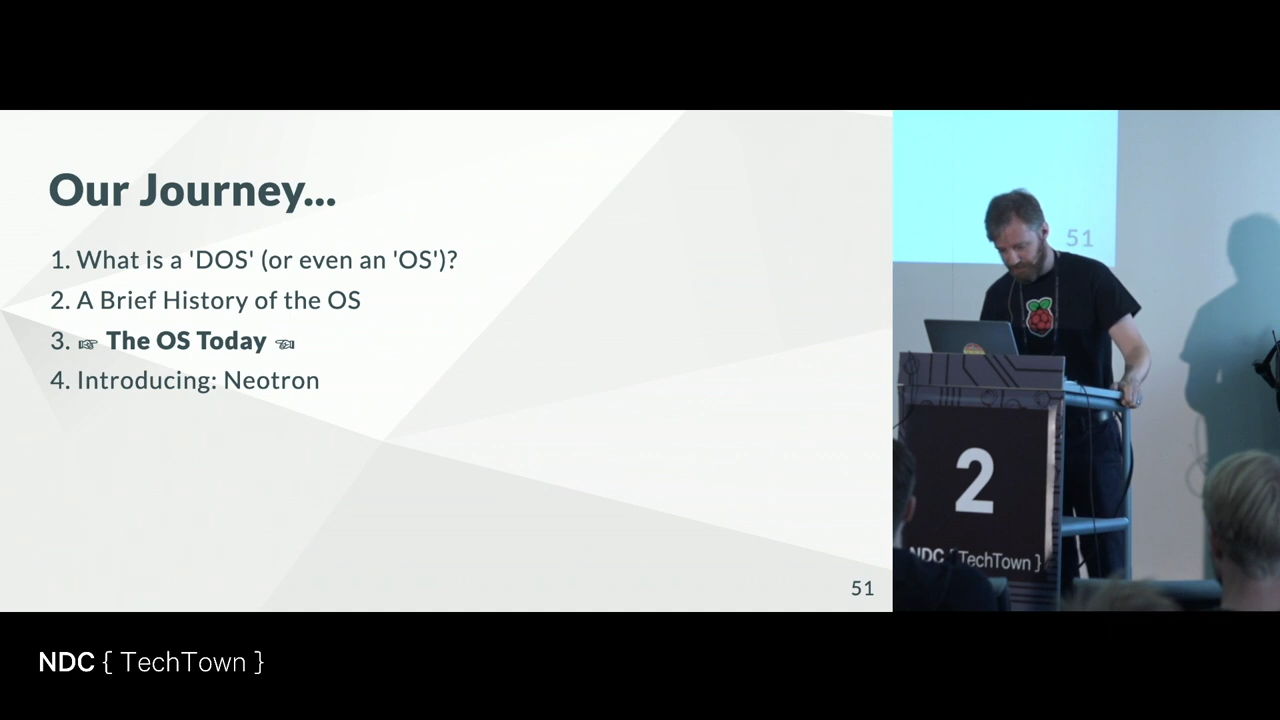 Our Journey...
1. What is a 'DOS' (or even an 'OS')?
2. A Brief History of the OS
3. ☞ The OS Today ☜
4. Introducing: Neotron
51
51
2
NDC { TechTown }
NDC { TechTown }